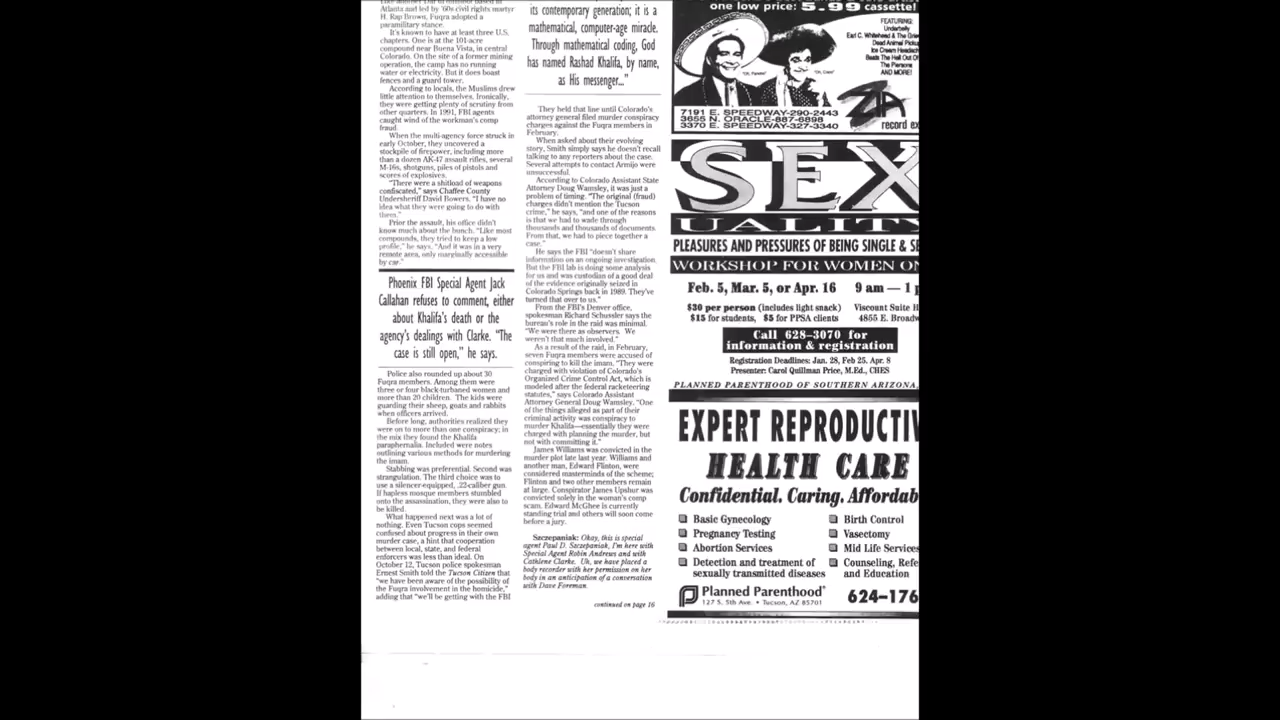 Atlanta and led by '60s civil rights martyr
H. Rap Brown, Fuqra adopted a
paramilitary stance.
It's known to have at least three U.S.
chapters. One is at the 101-acre
compound near Buena Vista, in central
Colorado. On the site of a former mining
operation, the camp has no running
water or electricity. But it does boast
fences and a guard tower.
According to locals, the Muslims drew
little attention to themselves. Ironically,
they were getting plenty of scrutiny from
other quarters. In 1991, FBI agents
caught wind of the workman's comp
fraud.
When the multi-agency force struck in
early October, they uncovered a
stockpile of firepower, including more
than a dozen AK-47 assault rifles, several
M-16s, shotguns, piles of pistols and
scores of explosives.
"There were a shitload of weapons
confiscated," says Chaffee County
Undersheriff David Bowers. "I have no
idea what they were going to do with
them."
Prior the assault, his office didn't
know much about the bunch. "Like most
compounds, they tried to keep a low
profile," he says. "And it was in a very
remote area, only marginally accessible
by car."
Phoenix FBI Special Agent Jack
Callahan refuses to comment, either
about Khalifa's death or the
agency's dealings with Clarke. "The
case is still open," he says.
Police also rounded up about 30
Fuqra members. Among them were
three or four black-turbaned women and
more than 20 children. The kids were
guarding their sheep, goats and rabbits
when officers arrived.
Before long, authorities realized they
were on to more than one conspiracy; in
the mix they found the Khalifa
paraphernalia. Included were notes
outlining various methods for murdering
the imam.
Stabbing was preferential. Second was
strangulation. The third choice was to
use a silencer-equipped, .22-caliber gun.
If hapless mosque members stumbled
onto the assassination, they were also to
be killed.
What happened next was a lot of
nothing. Even Tucson cops seemed
confused about progress in their own
murder case, a hint that cooperation
between local, state, and federal
enforcers was less than ideal. On
October 12, Tucson police spokesman
Ernest Smith told the Tucson Citizen that
"we have been aware of the possibility of
the Fuqra involvement in the homicide,"
adding that "we'll be getting with the FBI
its contemporary generation; it is a
mathematical, computer-age miracle.
Through mathematical coding, God
has named Rashad Khalifa, by name,
as His messenger..."
They held that line until Colorado's
attorney general filed murder conspiracy
charges against the Fuqra members in
February.
When asked about their evolving
story, Smith simply says he doesn't recall
talking to any reporters about the case.
Several attempts to contact Armijo were
unsuccessful.
According to Colorado Assistant State
Attorney Doug Wamsley, it was just a
problem of timing. "The original (fraud)
charges didn't mention the Tucson
crime," he says, "and one of the reasons
is that we had to wade through
thousands and thousands of documents.
From that, we had to piece together a
case."
He says the FBI "doesn't share
information on an ongoing investigation.
But the FBI lab is doing some analysis
for us and was custodian of a good deal
of the evidence originally seized in
Colorado Springs back in 1989. They've
turned that over to us."
From the FBI's Denver office,
spokesman Richard Schussler says the
bureau's role in the raid was minimal.
"We were there as observers. We
weren't that much involved."
As a result of the raid, in February,
seven Fuqra members were accused of
conspiring to kill the imam. "They were
charged with violation of Colorado's
Organized Crime Control Act, which is
modeled after the federal racketeering
statutes," says Colorado Assistant
Attorney General Doug Wamsley. "One
of the things alleged as part of their
criminal activity was conspiracy to
murder Khalifa—essentially they were
charged with planning the murder, but
not with committing it."
James Williams was convicted in the
murder plot late last year. Williams and
another man, Edward Flinton, were
considered masterminds of the scheme;
Flinton and two other members remain
at large. Conspirator James Upshur was
convicted solely in the woman's comp
scam. Edward McGhee is currently
standing trial and others will soon come
before a jury.
Szczepaniak: Okay, this is special
agent Paul D. Szczepaniak, I'm here with
Special Agent Robin Andrews and with
Cathlene Clarke. Uh, we have placed a
body recorder with her permission on her
body in an anticipation of a conversation
with Dave Foreman.
continued on page 16
one low price: 5.99 cassette!
FEATURING:
Underbelly
Earl C. Whitehead & The Grie
Dead Animal Pickup
Ice Cream Headach
Beats The Hell Out Of
The Piersons
AND MORE!
"Oh, Pancho"
"Oh, Cisco"
7191 E. SPEEDWAY-290-2443
3655 N. ORACLE-887-6898
3370 E. SPEEDWAY-327-3340
ZIA
record ex
SEX
UALITY
PLEASURES AND PRESSURES OF BEING SINGLE & SE
WORKSHOP FOR WOMEN ON
Feb. 5, Mar. 5, or Apr. 16 9 am — 1 p
$30 per person (includes light snack) Viscount Suite H
$15 for students, $5 for PPSA clients 4855 E. Broadw
Call 628-3070 for
information & registration
Registration Deadlines: Jan. 28, Feb 25. Apr. 8
Presenter: Carol Quillman Price, M.Ed., CHES
PLANNED PARENTHOOD OF SOUTHERN ARIZONA,
EXPERT REPRODUCTIV
HEALTH CARE
Confidential. Caring. Affordab
Basic Gynecology
Pregnancy Testing
Abortion Services
Detection and treatment of
sexually transmitted diseases
Birth Control
Vasectomy
Mid Life Services
Counseling, Refe
and Education
Planned Parenthood®
127 S. 5th Ave. • Tucson, AZ 85701
624-176